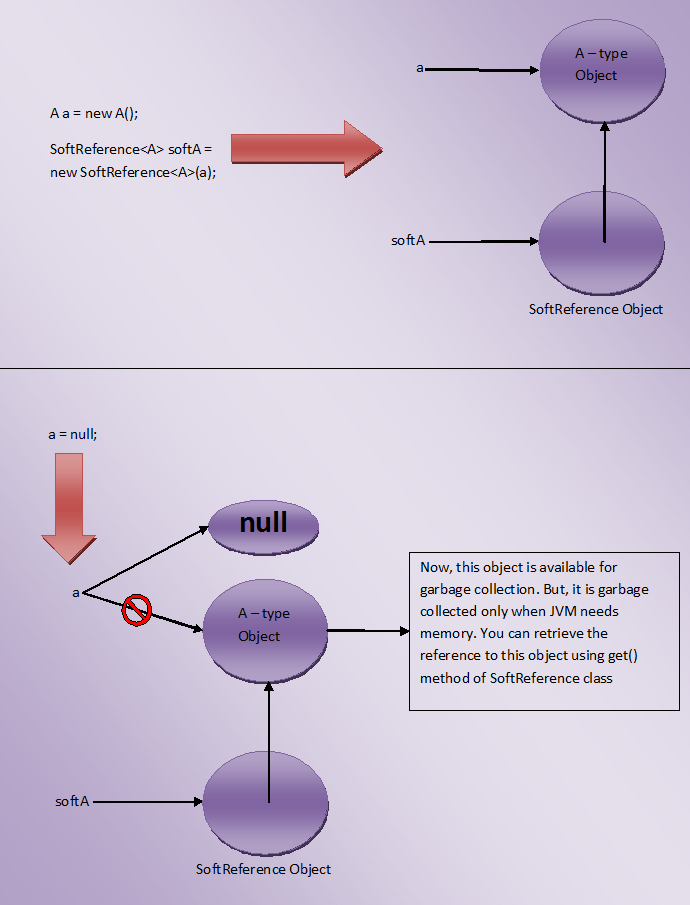 A a = new A();
SoftReference<A> softA =
new SoftReference<A>(a);
a
A – type
Object
softA
SoftReference Object
a = null;
null
a
A – type
Object
Now, this object is available for
garbage collection. But, it is garbage
collected only when JVM needs
memory. You can retrieve the
reference to this object using get()
method of SoftReference class
softA
SoftReference Object